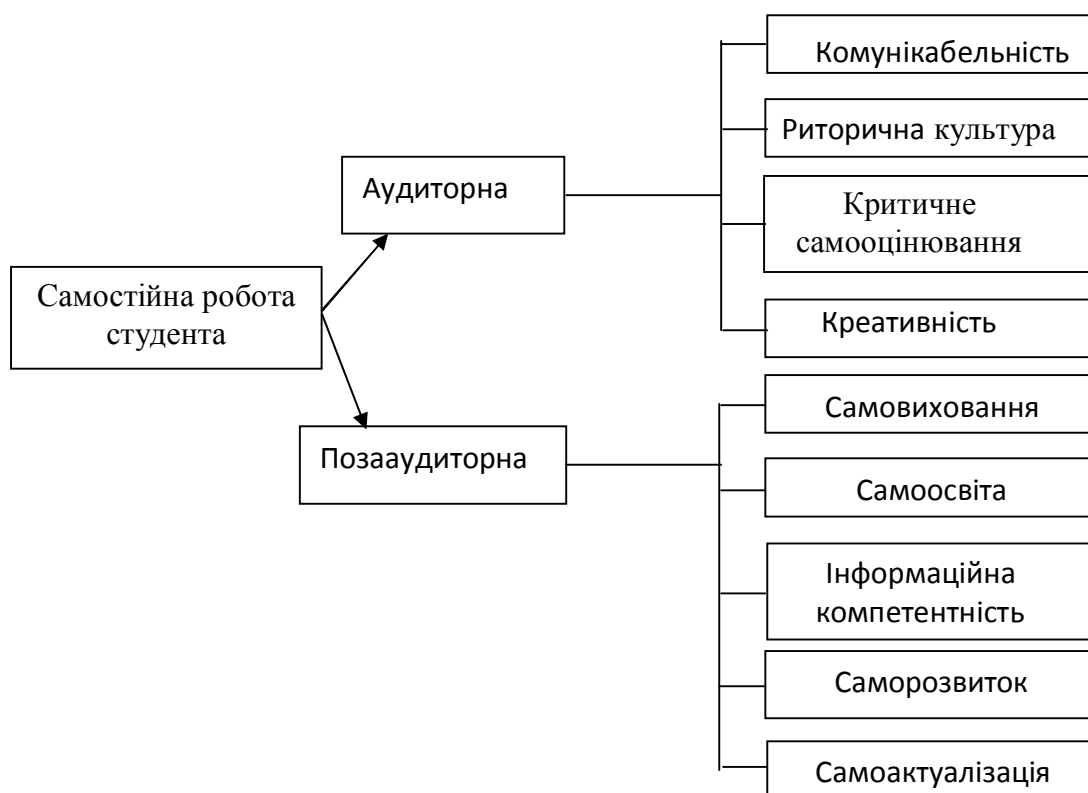 Самостійна робота
студента
Аудиторна
Комунікабельність
Риторична культура
Критичне
самооцінювання
Креативність
Позааудиторна
Самовиховання
Самоосвіта
Інформаційна
компетентність
Саморозвиток
Самоактуалізація